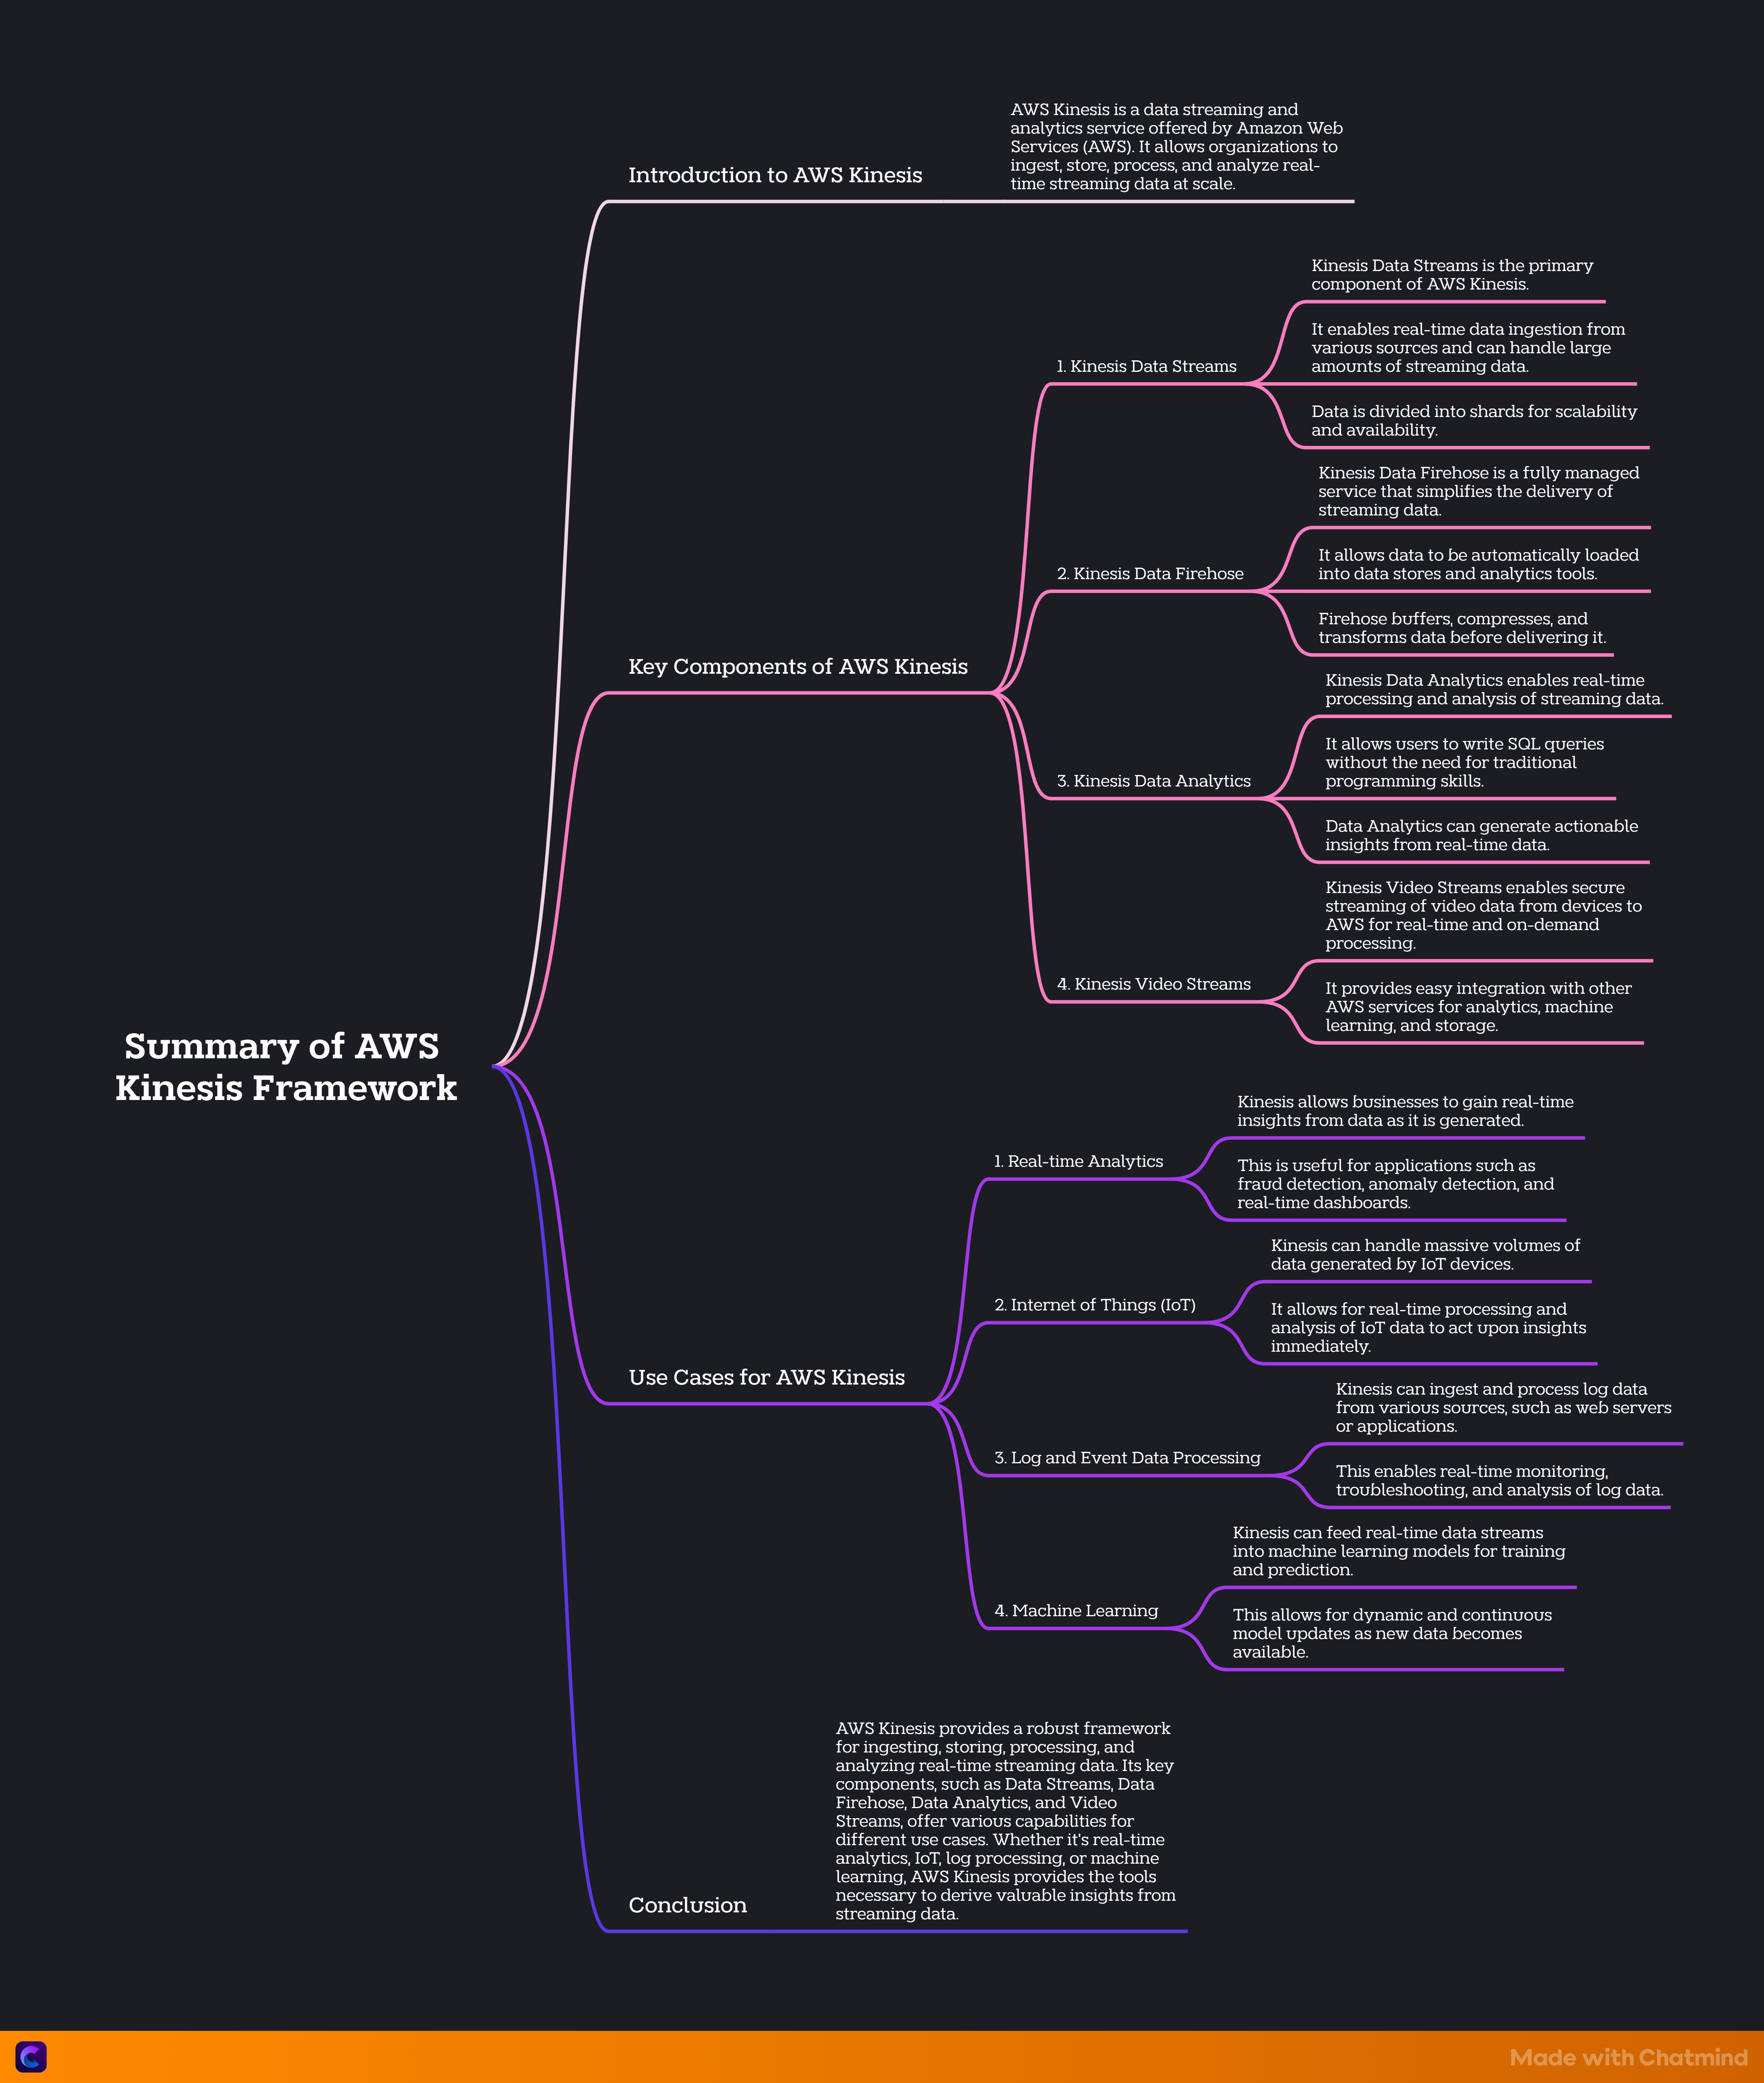 Summary of AWS
Kinesis Framework
Introduction to AWS Kinesis
AWS Kinesis is a data streaming and
analytics service offered by Amazon Web
Services (AWS). It allows organizations to
ingest, store, process, and analyze real-
time streaming data at scale.
Key Components of AWS Kinesis
1. Kinesis Data Streams
Kinesis Data Streams is the primary
component of AWS Kinesis.
It enables real-time data ingestion from
various sources and can handle large
amounts of streaming data.
Data is divided into shards for scalability
and availability.
2. Kinesis Data Firehose
Kinesis Data Firehose is a fully managed
service that simplifies the delivery of
streaming data.
It allows data to be automatically loaded
into data stores and analytics tools.
Firehose buffers, compresses, and
transforms data before delivering it.
3. Kinesis Data Analytics
Kinesis Data Analytics enables real-time
processing and analysis of streaming data.
It allows users to write SQL queries
without the need for traditional
programming skills.
Data Analytics can generate actionable
insights from real-time data.
4. Kinesis Video Streams
Kinesis Video Streams enables secure
streaming of video data from devices to
AWS for real-time and on-demand
processing.
It provides easy integration with other
AWS services for analytics, machine
learning, and storage.
Use Cases for AWS Kinesis
1. Real-time Analytics
Kinesis allows businesses to gain real-time
insights from data as it is generated.
This is useful for applications such as
fraud detection, anomaly detection, and
real-time dashboards.
2. Internet of Things (IoT)
Kinesis can handle massive volumes of
data generated by IoT devices.
It allows for real-time processing and
analysis of IoT data to act upon insights
immediately.
3. Log and Event Data Processing
Kinesis can ingest and process log data
from various sources, such as web servers
or applications.
This enables real-time monitoring,
troubleshooting, and analysis of log data.
4. Machine Learning
Kinesis can feed real-time data streams
into machine learning models for training
and prediction.
This allows for dynamic and continuous
model updates as new data becomes
available.
Conclusion
AWS Kinesis provides a robust framework
for ingesting, storing, processing, and
analyzing real-time streaming data. Its key
components, such as Data Streams, Data
Firehose, Data Analytics, and Video
Streams, offer various capabilities for
different use cases. Whether it's real-time
analytics, IoT, log processing, or machine
learning, AWS Kinesis provides the tools
necessary to derive valuable insights from
streaming data.
Made with Chatmind